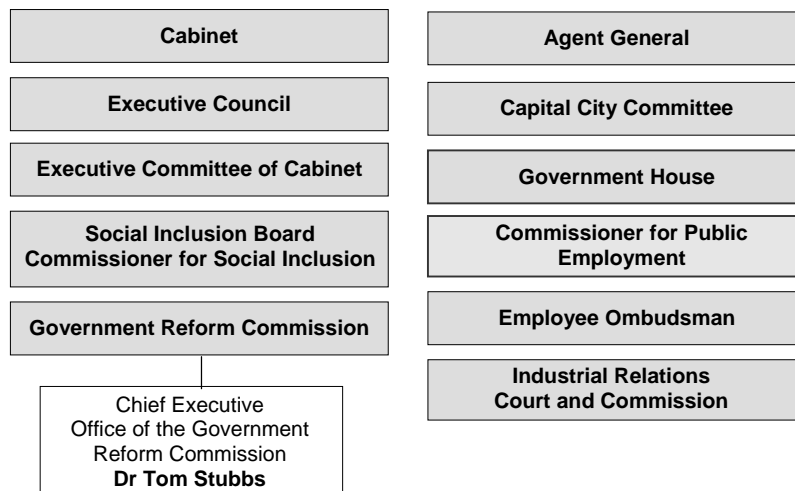 Cabinet
Executive Council
Executive Committee of Cabinet
Social Inclusion Board
Commissioner for Social Inclusion
Government Reform Commission
Chief Executive
Office of the Government
Reform Commission
Dr Tom Stubbs
Agent General
Capital City Committee
Government House
Commissioner for Public
Employment
Employee Ombudsman
Industrial Relations
Court and Commission